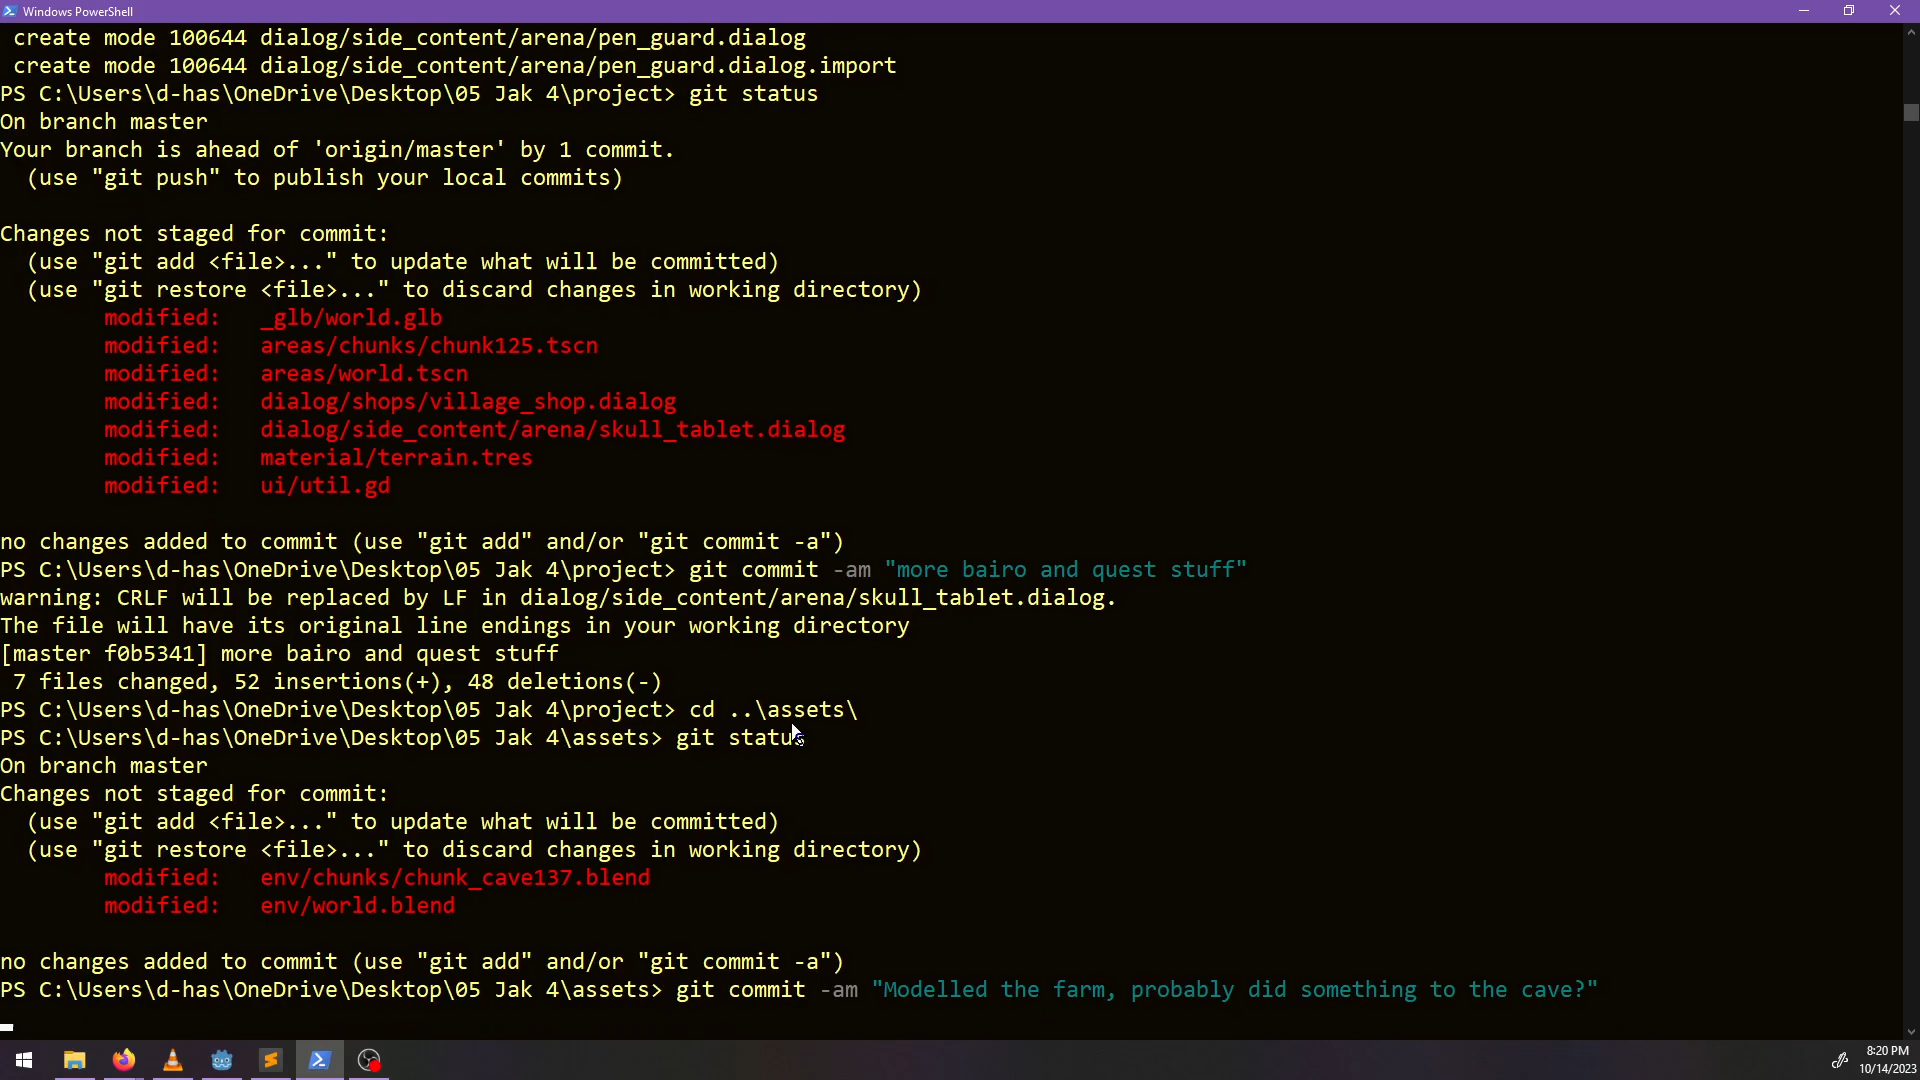 Windows PowerShell
create mode 100644 dialog/side_content/arena/pen_guard.dialog
create mode 100644 dialog/side_content/arena/pen_guard.dialog.import
PS C:\Users\d-has\OneDrive\Desktop\05 Jak 4\project> git status
On branch master
Your branch is ahead of 'origin/master' by 1 commit.
(use "git push" to publish your local commits)
Changes not staged for commit:
(use "git add <file>..." to update what will be committed)
(use "git restore <file>..." to discard changes in working directory)
modified:   _glb/world.glb
modified:   areas/chunks/chunk125.tscn
modified:   areas/world.tscn
modified:   dialog/shops/village_shop.dialog
modified:   dialog/side_content/arena/skull_tablet.dialog
modified:   material/terrain.tres
modified:   ui/util.gd
no changes added to commit (use "git add" and/or "git commit -a")
PS C:\Users\d-has\OneDrive\Desktop\05 Jak 4\project> git commit -am "more bairo and quest stuff"
warning: CRLF will be replaced by LF in dialog/side_content/arena/skull_tablet.dialog.
The file will have its original line endings in your working directory
[master f0b5341] more bairo and quest stuff
7 files changed, 52 insertions(+), 48 deletions(-)
PS C:\Users\d-has\OneDrive\Desktop\05 Jak 4\project> cd ..\assets\
PS C:\Users\d-has\OneDrive\Desktop\05 Jak 4\assets> git status
On branch master
Changes not staged for commit:
(use "git add <file>..." to update what will be committed)
(use "git restore <file>..." to discard changes in working directory)
modified:   env/chunks/chunk_cave137.blend
modified:   env/world.blend
no changes added to commit (use "git add" and/or "git commit -a")
PS C:\Users\d-has\OneDrive\Desktop\05 Jak 4\assets> git commit -am "Modelled the farm, probably did something to the cave?"
8:20 PM
10/14/2023